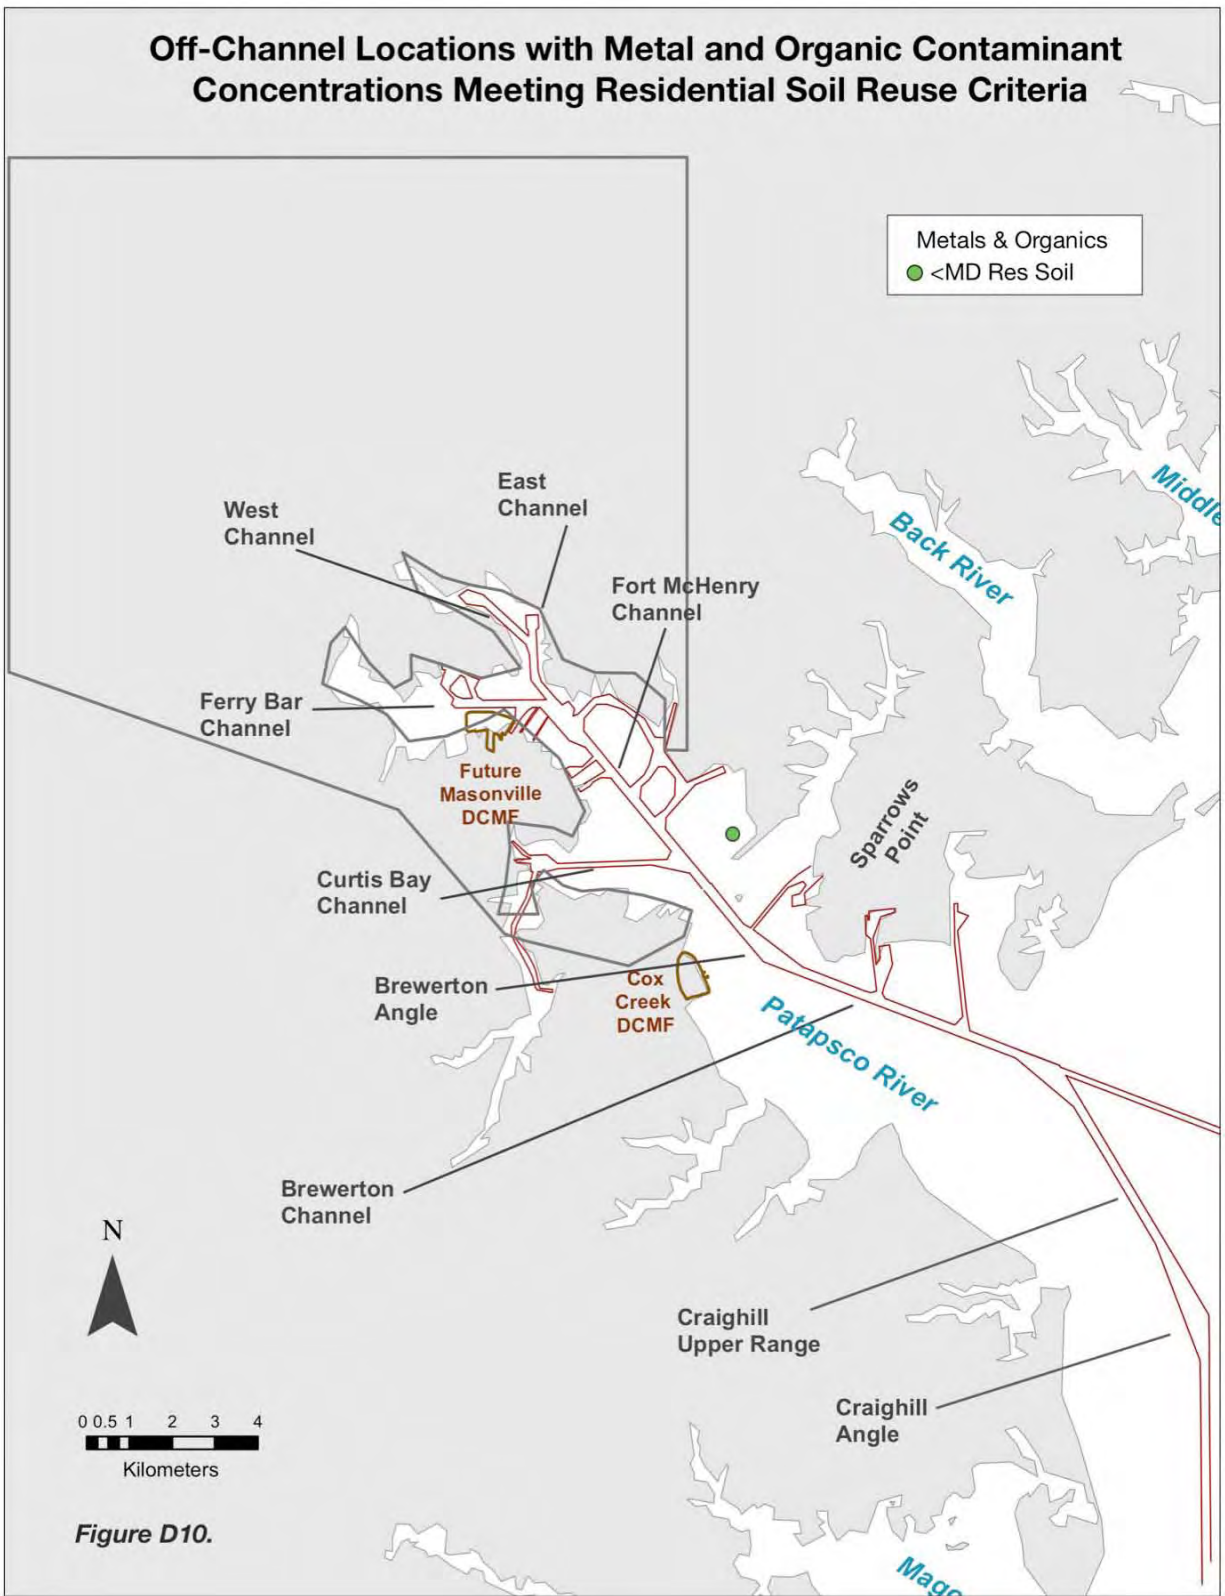 Off-Channel Locations with Metal and Organic Contaminant
Concentrations Meeting Residential Soil Reuse Criteria
Metals & Organics
<MD Res Soil
Middle
Back River
East
Channel
West
Channel
Fort McHenry
Channel
Ferry Bar
Channel
Future
Masonville
DCMF
Sparrows
Point
Curtis Bay
Channel
Brewerton
Angle
Cox
Creek
DCMF
Patapsco River
Brewerton
Channel
N
Craighill
Upper Range
Craighill
Angle
0 0.5 1 2 3 4
Kilometers
Figure D10.
Mago